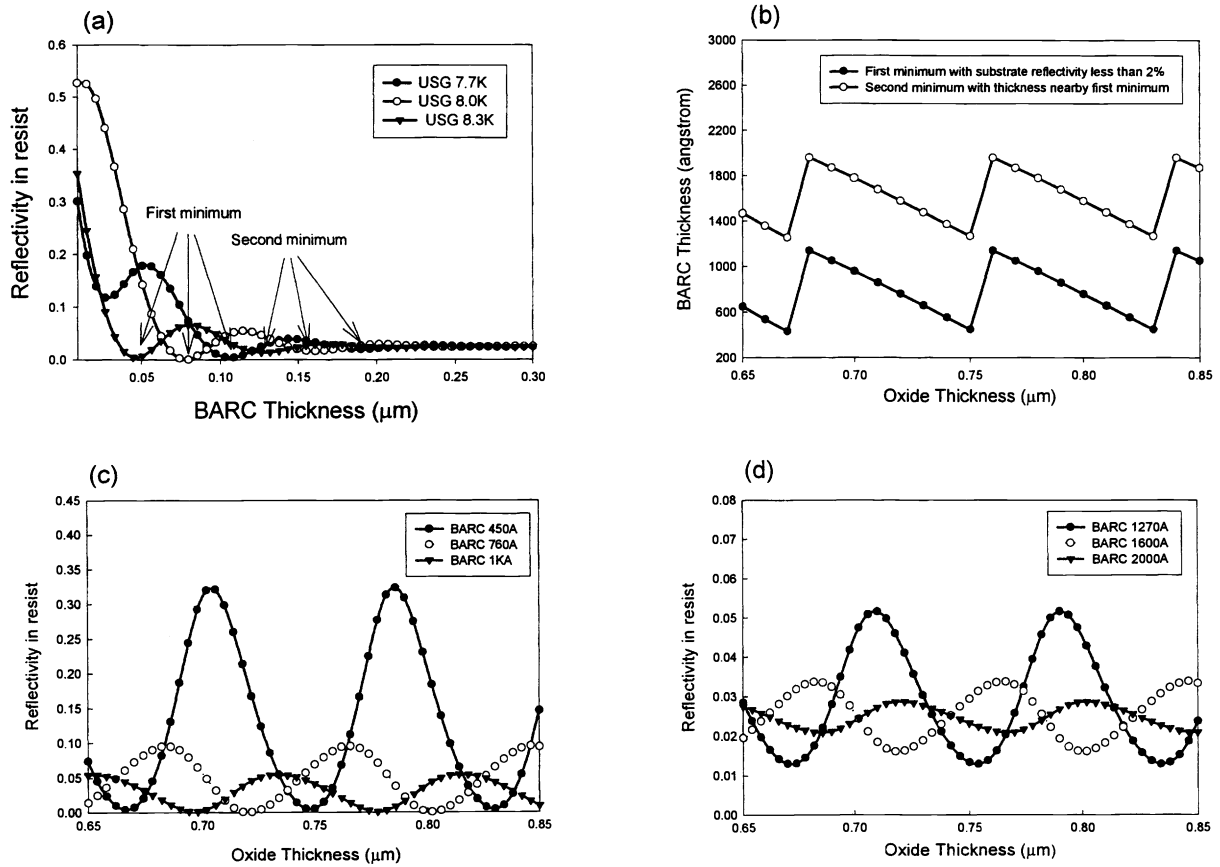 (a)
Reflectivity in resist
0.6
0.5
0.4
0.3
0.2
0.1
0.0
USG 7.7K
USG 8.0K
USG 8.3K
First minimum
Second minimum
0.05
0.10
0.15
0.20
0.25
0.30
BARC Thickness (μm)
(b)
BARC Thickness (angstrom)
3000
2600
2200
1800
1400
1000
600
200
First minimum with substrate reflectivity less than 2%
Second minimum with thickness nearby first minimum
0.65
0.70
0.75
0.80
0.85
Oxide Thickness (μm)
(c)
Reflectivity in resist
0.45
0.40
0.35
0.30
0.25
0.20
0.15
0.10
0.05
0.00
BARC 450A
BARC 760A
BARC 1KA
0.65
0.70
0.75
0.80
0.85
Oxide Thickness (μm)
(d)
Reflectivity in resist
0.08
0.07
0.06
0.05
0.04
0.03
0.02
0.01
0.00
BARC 1270A
BARC 1600A
BARC 2000A
0.65
0.70
0.75
0.80
0.85
Oxide Thickness (μm)